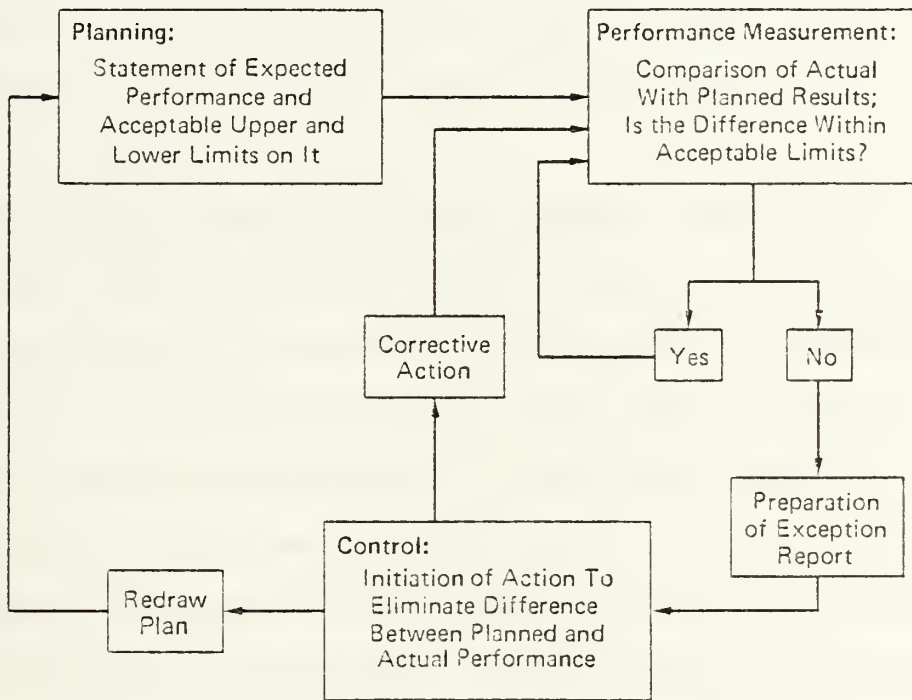 Planning:
Statement of Expected
Performance and
Acceptable Upper and
Lower Limits on It
Performance Measurement:
Comparison of Actual
With Planned Results;
Is the Difference Within
Acceptable Limits?
Corrective
Action
Yes
No
Preparation
of Exception
Report
Control:
Initiation of Action To
Eliminate Difference
Between Planned and
Actual Performance
Redraw
Plan